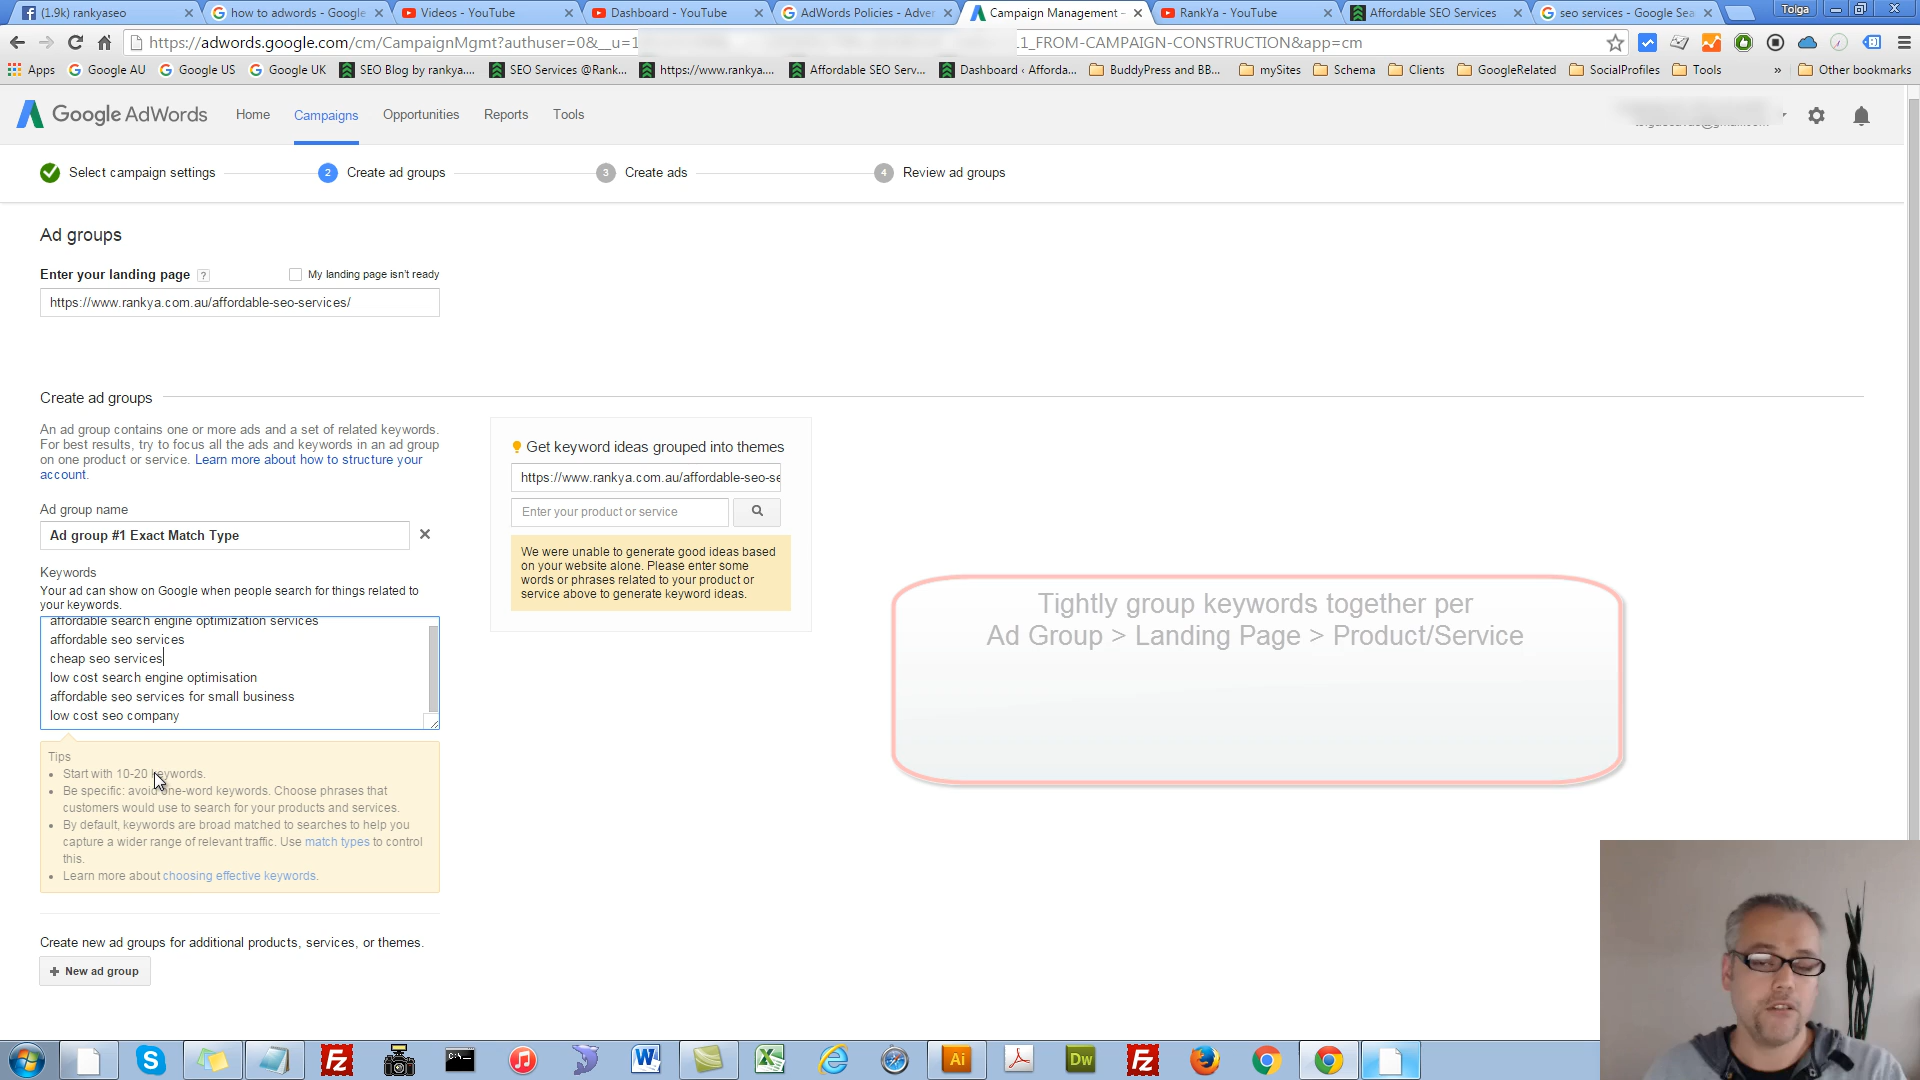 (1.9k) rankyaseo
how to adwords - Google
Videos - YouTube
Dashboard - YouTube
AdWords Policies - Adver
Campaign Management -
RankYa - YouTube
Affordable SEO Services
seo services - Google Sea
Tolga
https://adwords.google.com/cm/CampaignMgmt?authuser=0&__u=1
1_FROM-CAMPAIGN-CONSTRUCTION&app=cm
Apps
Google AU
Google US
Google UK
SEO Blog by rankya....
SEO Services @Rank...
https://www.rankya....
Affordable SEO Serv...
Dashboard ‹ Afforda...
BuddyPress and BB...
mySites
Schema
Clients
GoogleRelated
SocialProfiles
Tools
»
Other bookmarks
Google AdWords
Home
Campaigns
Opportunities
Reports
Tools
Select campaign settings
2 Create ad groups
3 Create ads
4 Review ad groups
Ad groups
Enter your landing page ?
My landing page isn't ready
https://www.rankya.com.au/affordable-seo-services/
Create ad groups
An ad group contains one or more ads and a set of related keywords.
For best results, try to focus all the ads and keywords in an ad group
on one product or service. Learn more about how to structure your
account.
Ad group name
Ad group #1 Exact Match Type
Keywords
Your ad can show on Google when people search for things related to
your keywords.
affordable search engine optimization services
affordable seo services
cheap seo services
low cost search engine optimisation
affordable seo services for small business
low cost seo company
Tips
Start with 10-20 keywords.
Be specific: avoid one-word keywords. Choose phrases that
customers would use to search for your products and services.
By default, keywords are broad matched to searches to help you
capture a wider range of relevant traffic. Use match types to control
this.
Learn more about choosing effective keywords.
Create new ad groups for additional products, services, or themes.
+ New ad group
Get keyword ideas grouped into themes
https://www.rankya.com.au/affordable-seo-se
Enter your product or service
We were unable to generate good ideas based
on your website alone. Please enter some
words or phrases related to your product or
service above to generate keyword ideas.
Tightly group keywords together per
Ad Group > Landing Page > Product/Service
Fz
C:\
W
X
Ai
Dw
Fz